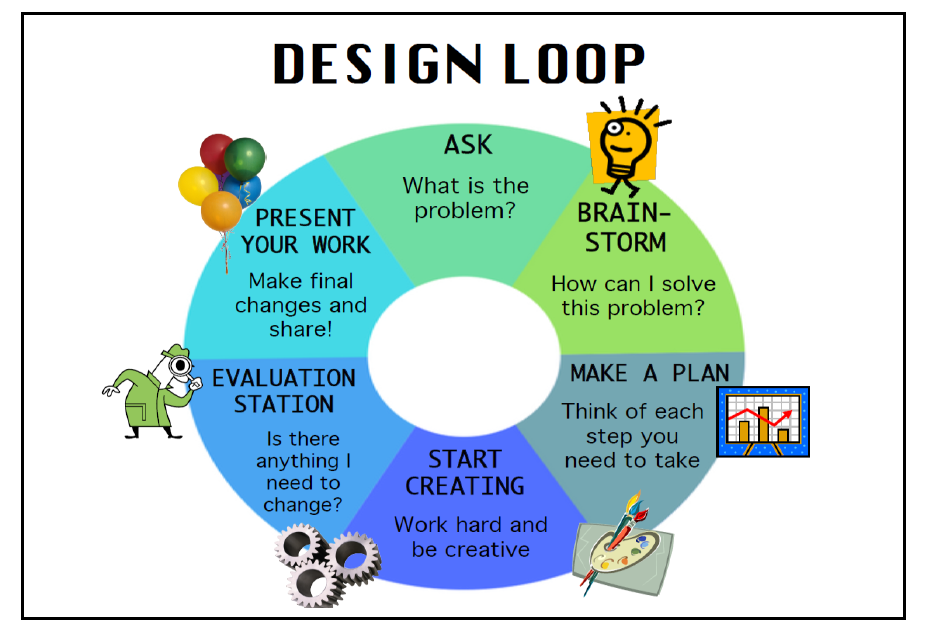 DESIGN LOOP
ASK
What is the
problem?
BRAIN-
STORM
How can I solve
this problem?
MAKE A PLAN
Think of each
step you
need to take
START
CREATING
Work hard and
be creative
EVALUATION
STATION
Is there
anything I
need to
change?
PRESENT
YOUR WORK
Make final
changes and
share!